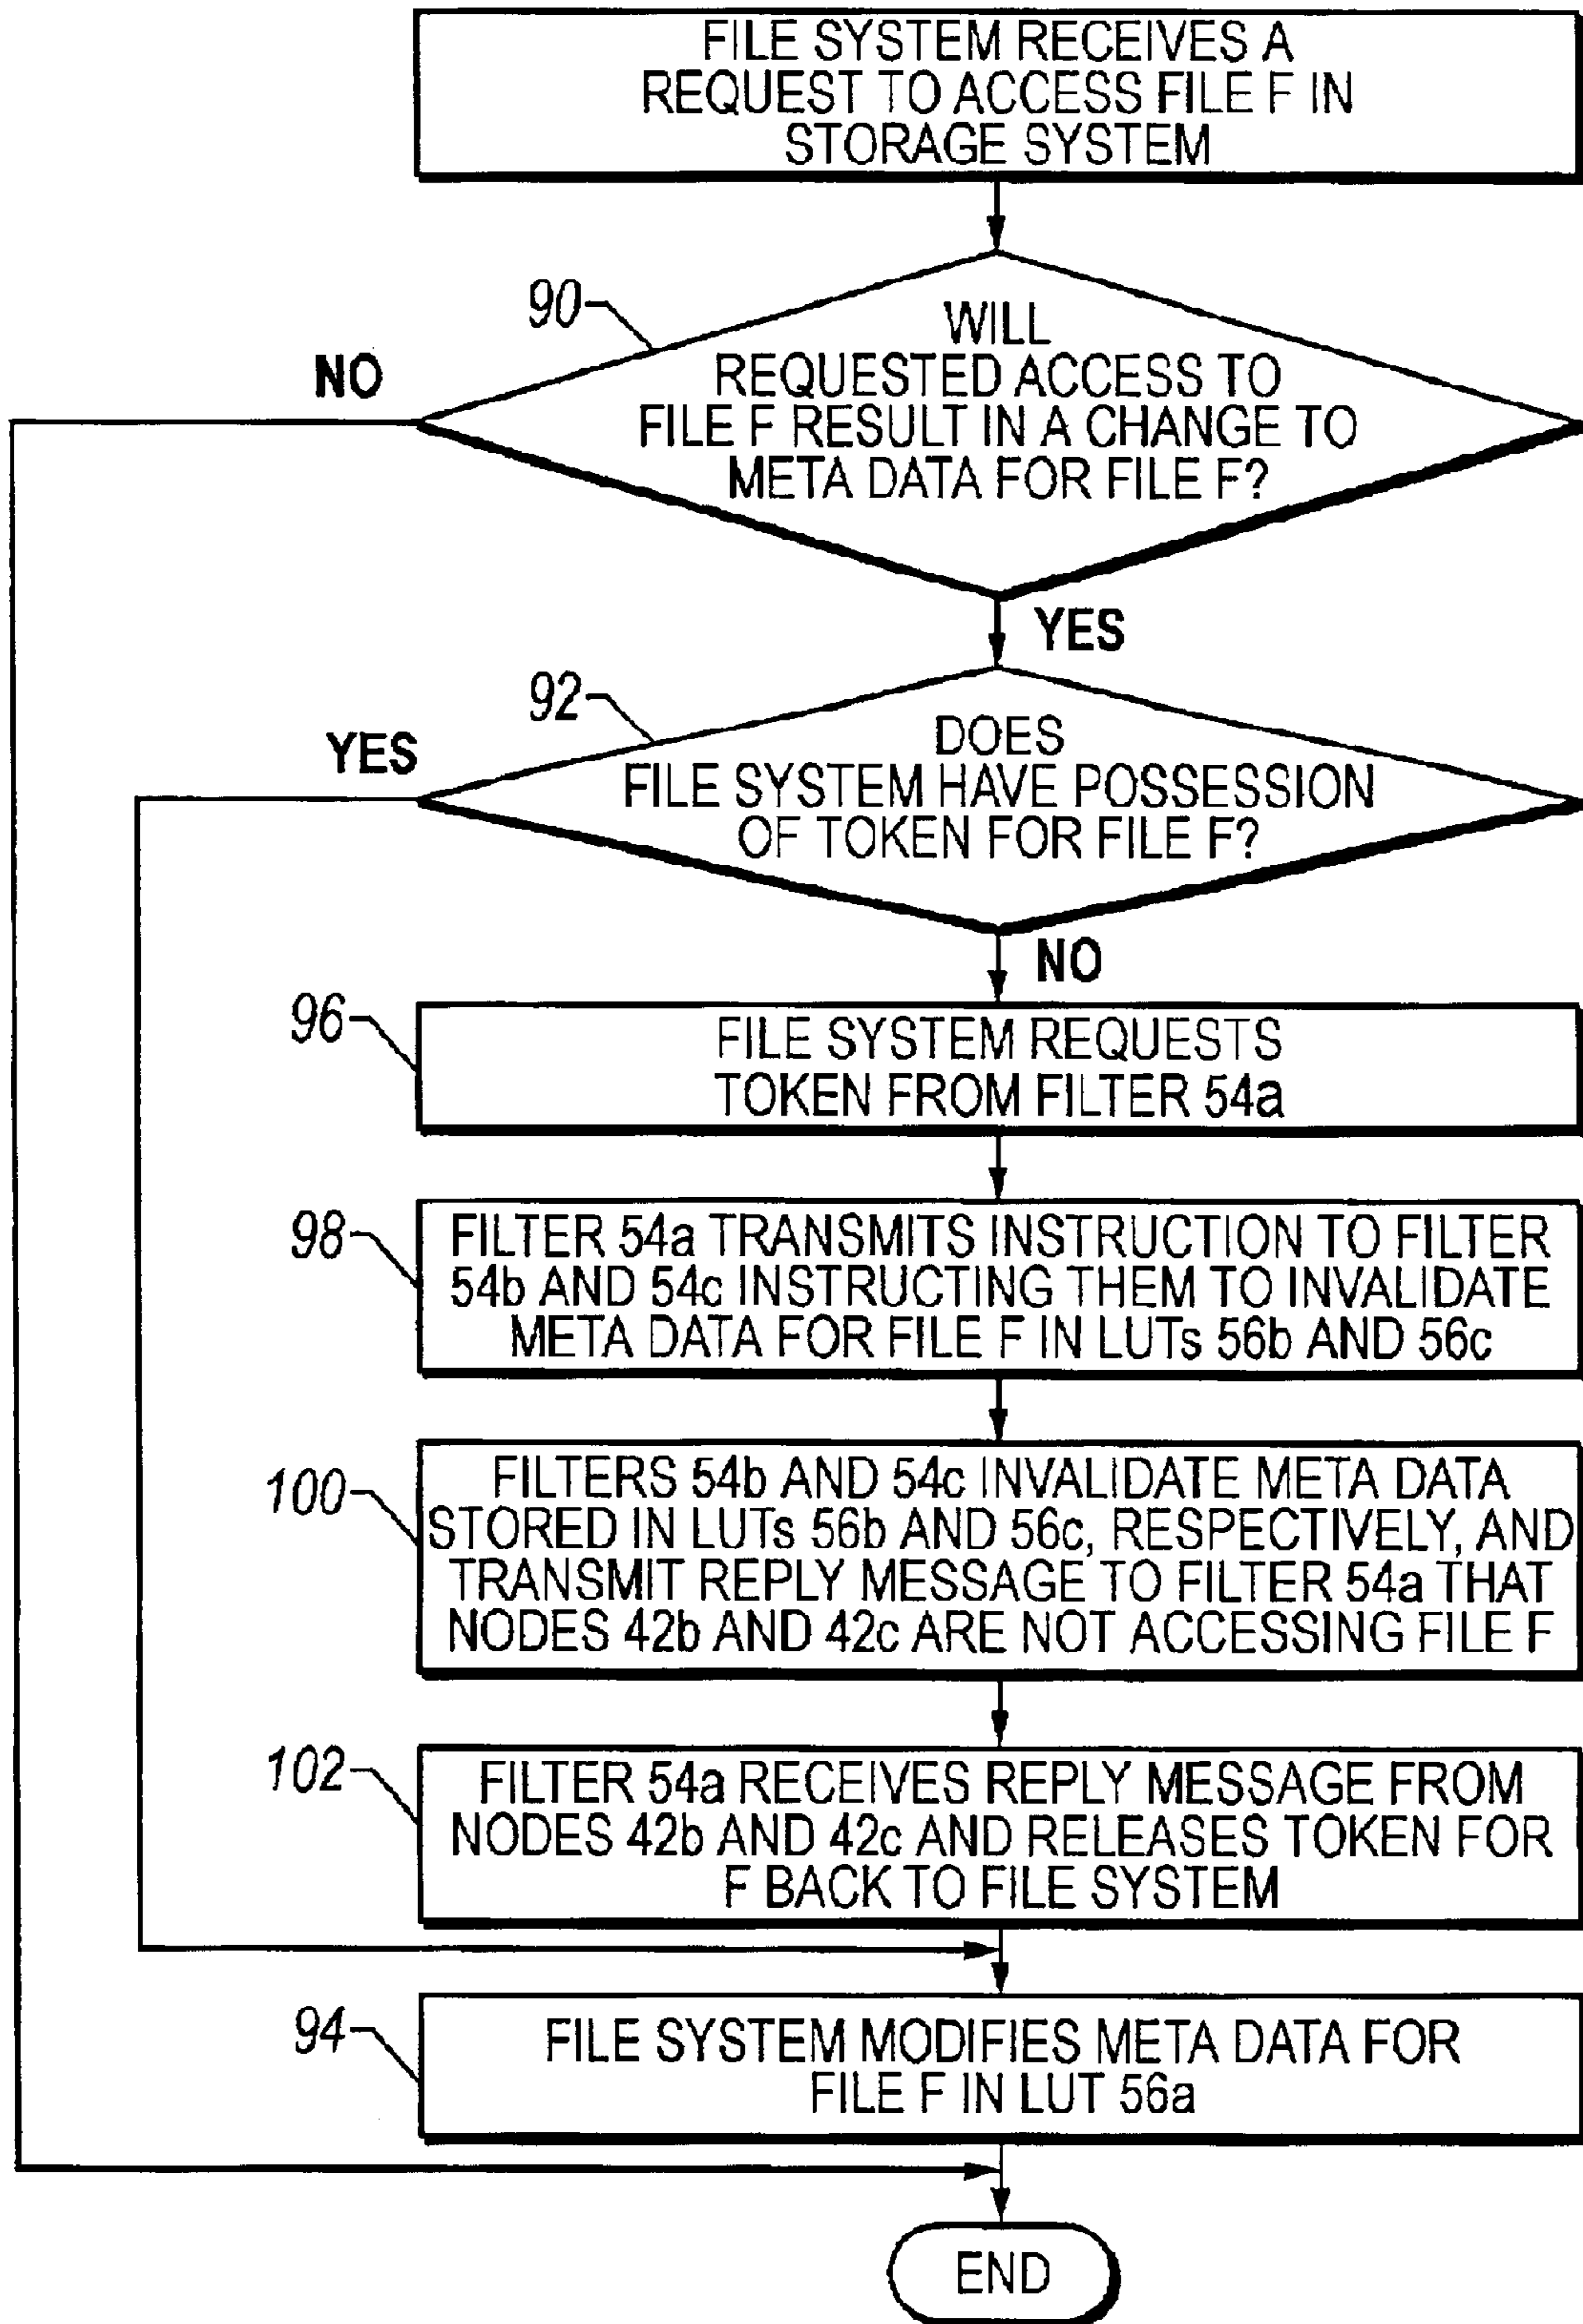 FILE SYSTEM RECEIVES A
REQUEST TO ACCESS FILE F IN
STORAGE SYSTEM
90
WILL
REQUESTED ACCESS TO
FILE F RESULT IN A CHANGE TO
META DATA FOR FILE F?
NO
YES
92
DOES
FILE SYSTEM HAVE POSSESSION
OF TOKEN FOR FILE F?
YES
NO
96
FILE SYSTEM REQUESTS
TOKEN FROM FILTER 54a
98
FILTER 54a TRANSMITS INSTRUCTION TO FILTER
54b AND 54c INSTRUCTING THEM TO INVALIDATE
META DATA FOR FILE F IN LUTs 56b AND 56c
100
FILTERS 54b AND 54c INVALIDATE META DATA
STORED IN LUTs 56b AND 56c, RESPECTIVELY, AND
TRANSMIT REPLY MESSAGE TO FILTER 54a THAT
NODES 42b AND 42c ARE NOT ACCESSING FILE F
102
FILTER 54a RECEIVES REPLY MESSAGE FROM
NODES 42b AND 42c AND RELEASES TOKEN FOR
F BACK TO FILE SYSTEM
94
FILE SYSTEM MODIFIES META DATA FOR
FILE F IN LUT 56a
END